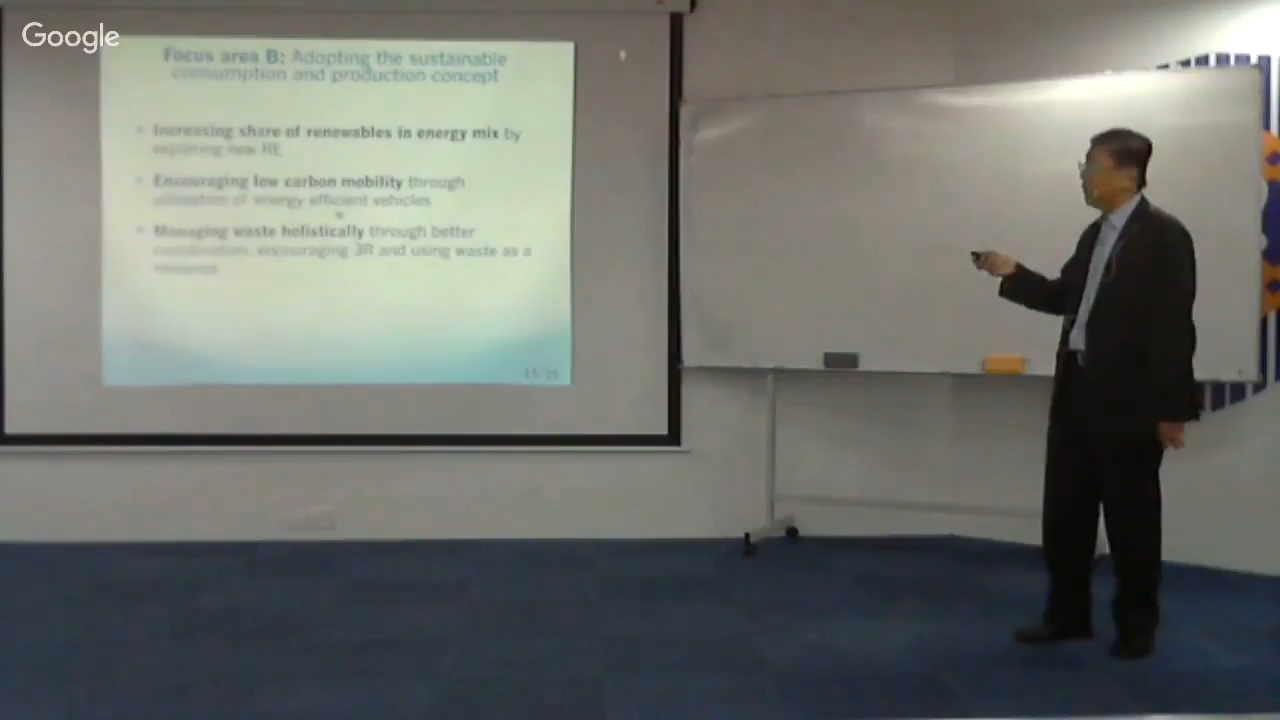 Google
Focus area B: Adopting the sustainable
consumption and production concept
Increasing share of renewables in energy mix by
exploring new RE
Encouraging low carbon mobility through
utilisation of energy efficient vehicles
Managing waste holistically through better
coordination, encouraging 3R and using waste as a
resource